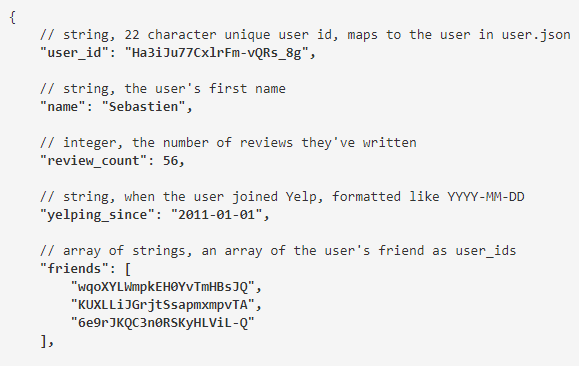 {
// string, 22 character unique user id, maps to the user in user.json
"user_id": "Ha3iJu77CxlrFm-vQRs_8g",
// string, the user's first name
"name": "Sebastien",
// integer, the number of reviews they've written
"review_count": 56,
// string, when the user joined Yelp, formatted like YYYY-MM-DD
"yelping_since": "2011-01-01",
// array of strings, an array of the user's friend as user_ids
"friends": [
"wqoXYLWmpkEH0YvTmHBsJQ",
"KUXLLiJGrjtSsapmxmpvTA",
"6e9rJKQC3n0RSKyHLViL-Q"
],